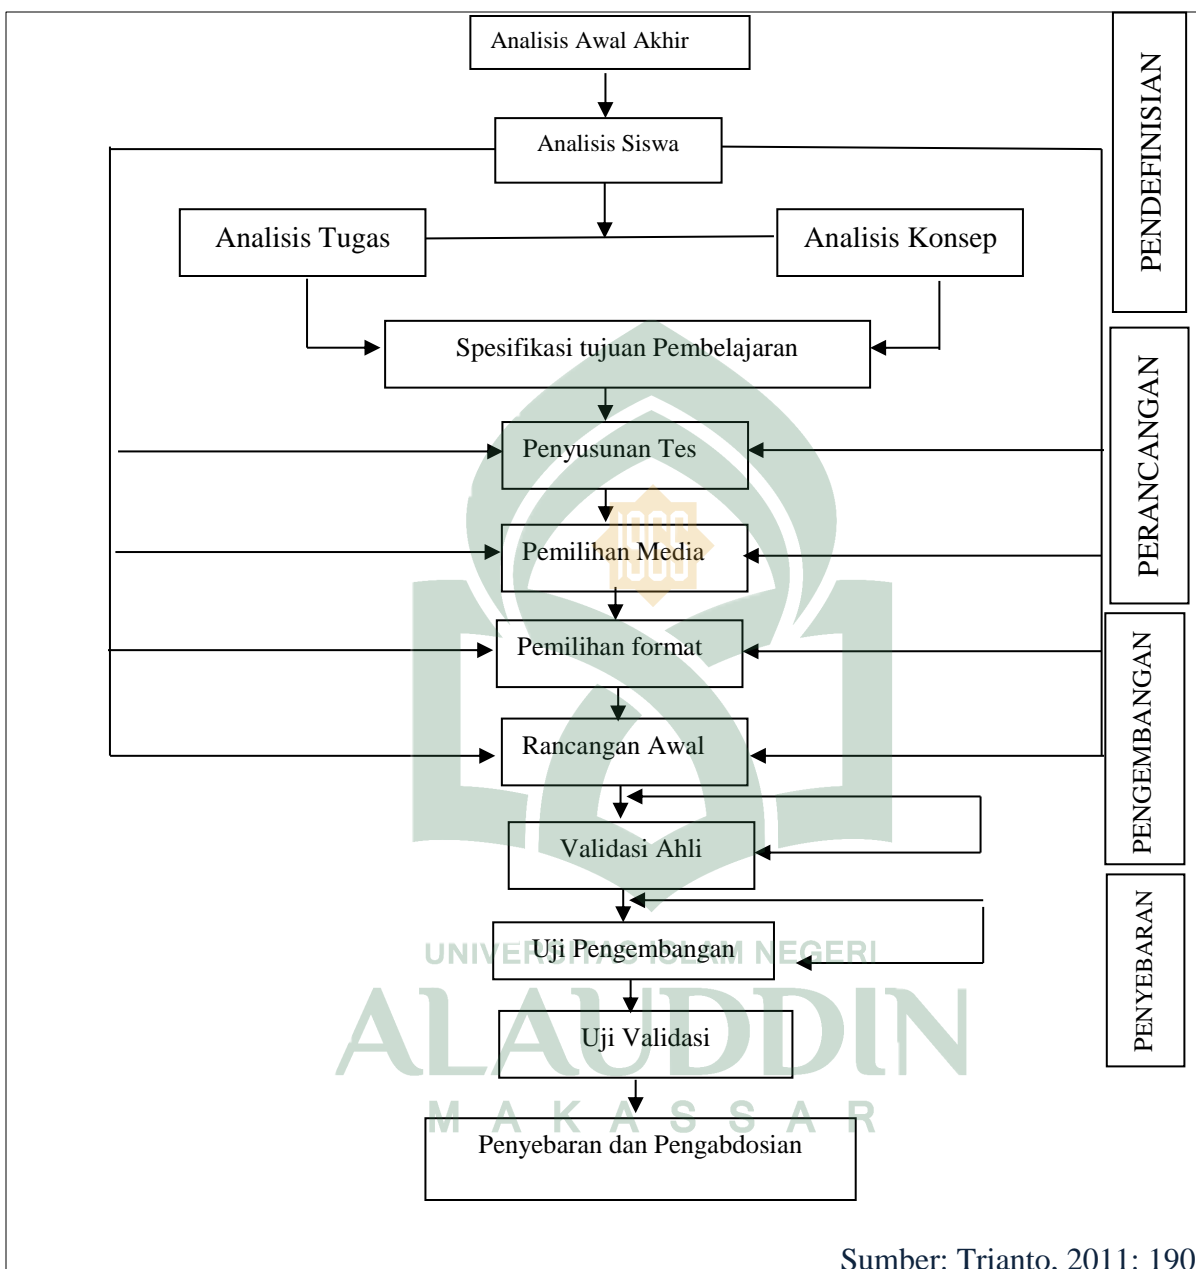 Analisis Awal Akhir
Analisis Siswa
Analisis Tugas
Analisis Konsep
Spesifikasi tujuan Pembelajaran
Penyusunan Tes
Pemilihan Media
Pemilihan format
Rancangan Awal
Validasi Ahli
Uji Pengembangan
Uji Validasi
Penyebaran dan Pengabdosian
PENDEFINISIAN
PERANCANGAN
PENGEMBANGAN
PENYEBARAN
1965
UNIVERSITAS ISLAM NEGERI
ALAUDDIN
MAKASSAR
Sumber: Trianto, 2011: 190